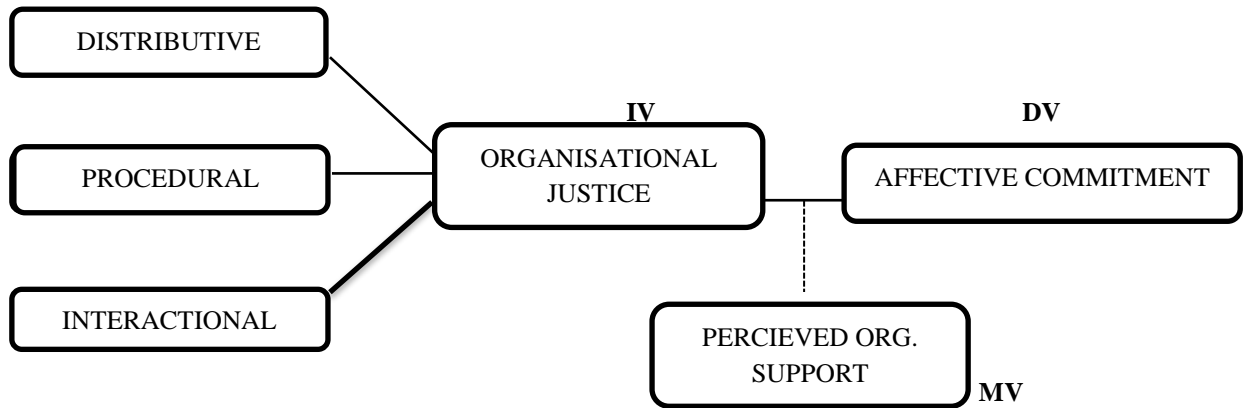 DISTRIBUTIVE
IV
DV
ORGANISATIONAL
JUSTICE
AFFECTIVE COMMITMENT
PROCEDURAL
INTERACTIONAL
PERCIEVED ORG.
SUPPORT
MV